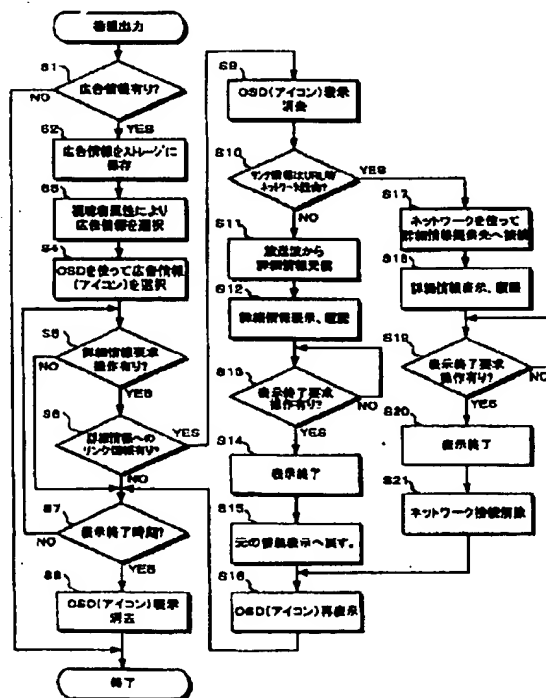 番組出力
S1
広告情報有り?
NO
YES
S2
広告情報をストレージに
保存
S3
視聴者属性により
広告情報を選択
S4
OSDを使って広告情報
(アイコン)を選択
S5
詳細情報要求
操作有り?
NO
YES
S6
詳細情報への
リンク情報有り?
YES
NO
S7
表示終了時刻?
NO
YES
S8
OSD(アイコン)表示
消去
終了
S9
OSD(アイコン)表示
消去
S10
リンク情報はURL等
ネットワーク経由?
YES
NO
S11
放送波から
詳細情報受信
S12
詳細情報表示、
S13
表示終了要求
操作有り?
NO
YES
S14
表示終了
S15
元の番組表示へ戻す。
S16
OSD(アイコン)再表示
S17
ネットワークを使って
詳細情報提供先へ接続
S18
詳細情報表示、
S19
表示終了要求
操作有り?
NO
YES
S20
表示終了
S21
ネットワーク接続解除